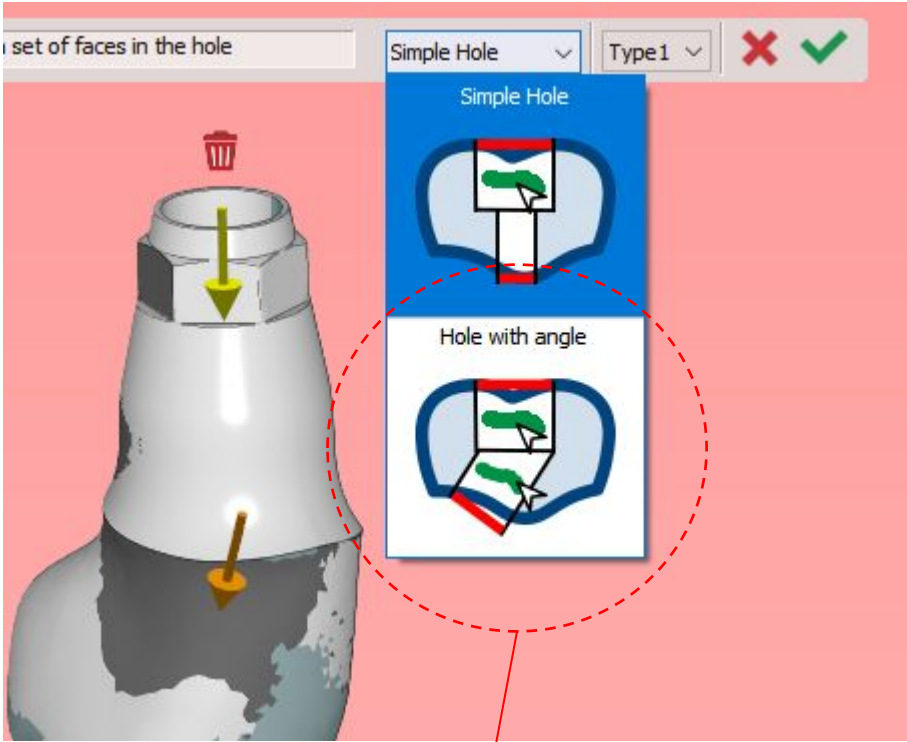 set of faces in the hole
Simple Hole
Type1
Simple Hole
Hole with angle